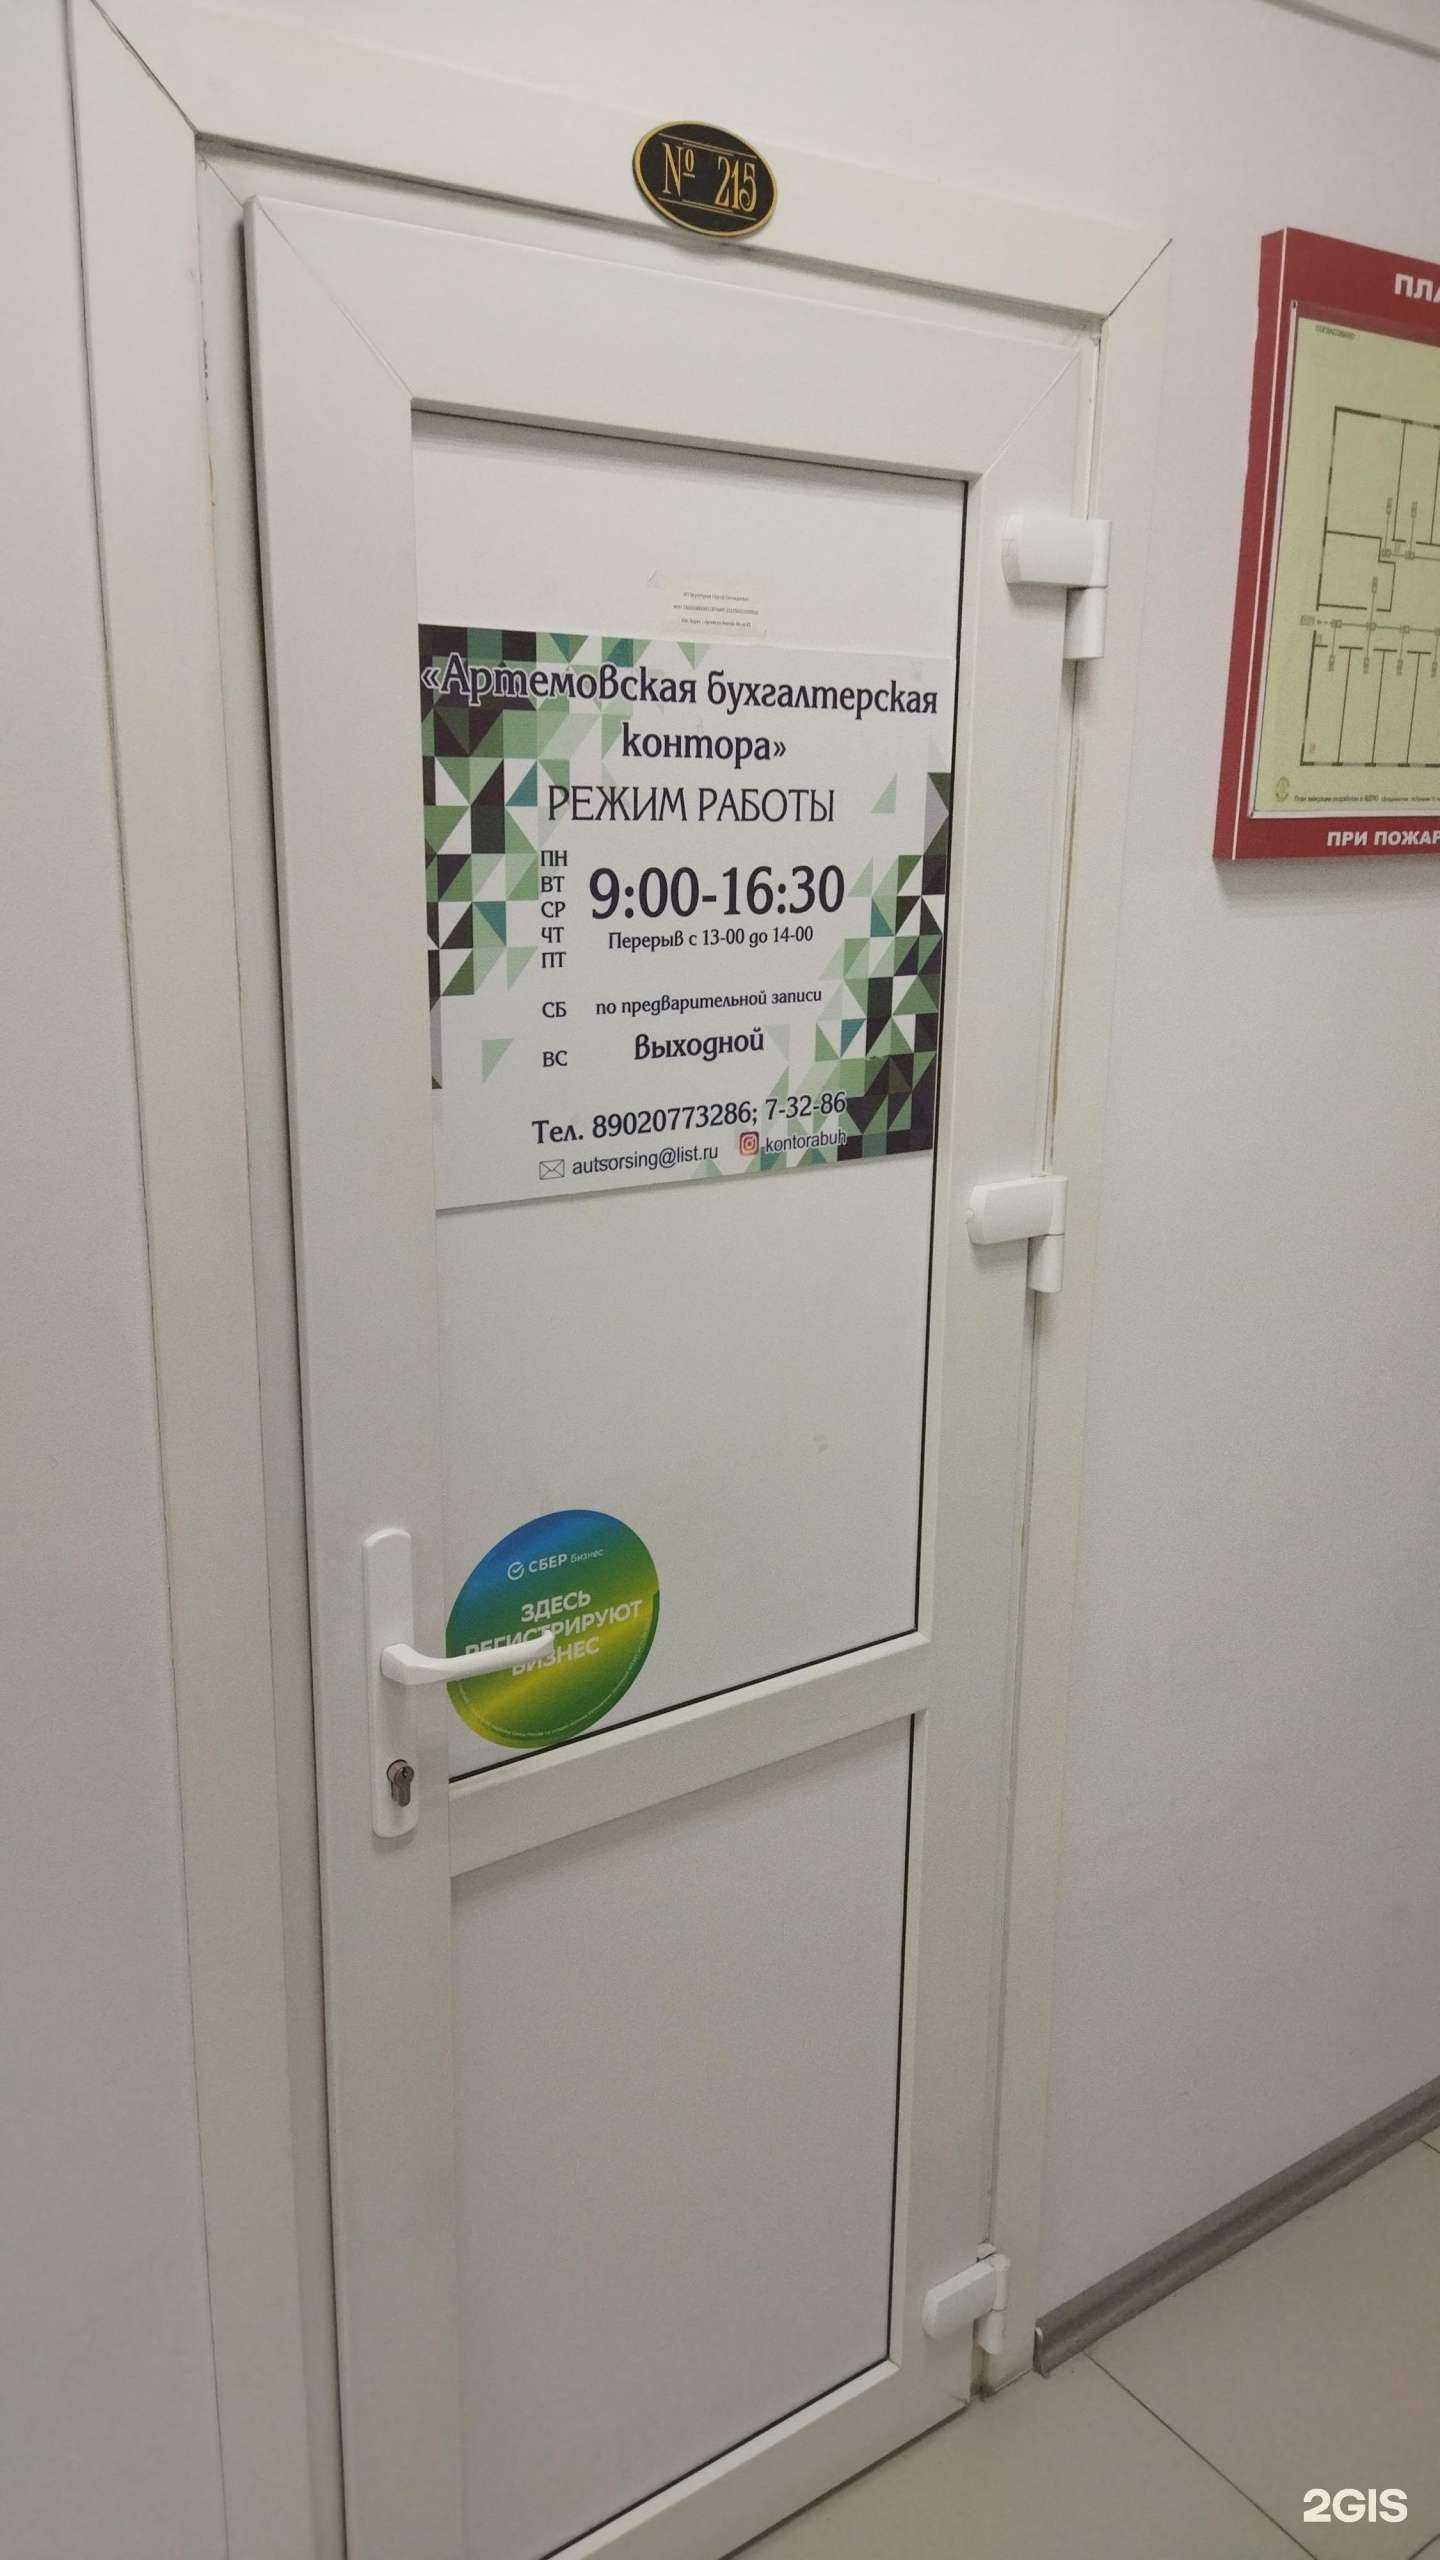 № 215
ПЛА
СОГЛАСОВАНО
«Артемовская бухгалтерская
контора»
РЕЖИМ РАБОТЫ
ПН
ВТ
СР
ЧТ
ПТ
9:00-16:30
Перерыв с 13-00 до 14-00
СБ по предварительной записи
ВС Выходной
Тел. 89020773286; 7-32-86
autsorsing@list.ru kontorabuh
ПРИ ПОЖАР
СБЕР Бизнес
ЗДЕСЬ
РЕГИСТРИРУЮТ
БИЗНЕС
2GIS